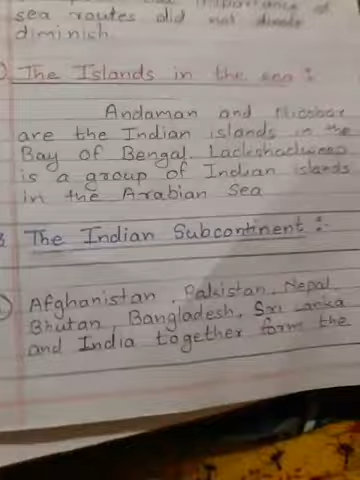 sea routes did not
diminish
The Islands in the sea :
Andaman and Nicobar
are the Indian islands in the
Bay of Bengal Lackshadweep
is a group of Indian islands
in the Arabian Sea
The Indian Subcontinent :-
Afghanistan, Pakistan, Nepal
Bhutan, Bangladesh, Sri Lanka
and India together form the